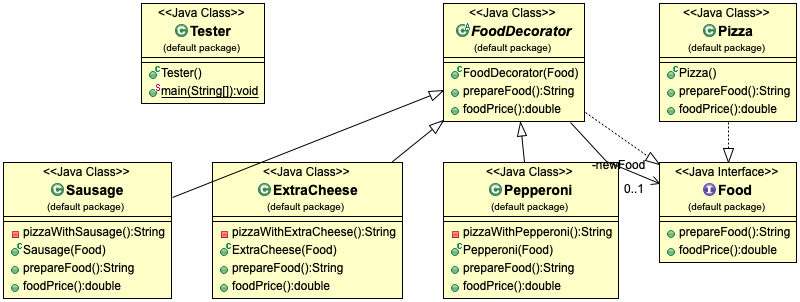 <<Java Class>>
Tester
(default package)
Tester()
main(String[]):void
<<Java Class>>
FoodDecorator
(default package)
FoodDecorator(Food)
prepareFood():String
foodPrice():double
<<Java Class>>
Pizza
(default package)
Pizza()
prepareFood():String
foodPrice():double
-newFood
0..1
<<Java Class>>
Sausage
(default package)
pizzaWithSausage():String
Sausage(Food)
prepareFood():String
foodPrice():double
<<Java Class>>
ExtraCheese
(default package)
pizzaWithExtraCheese():String
ExtraCheese(Food)
prepareFood():String
foodPrice():double
<<Java Class>>
Pepperoni
(default package)
pizzaWithPepperoni():String
Pepperoni(Food)
prepareFood():String
foodPrice():double
<<Java Interface>>
Food
(default package)
prepareFood():String
foodPrice():double